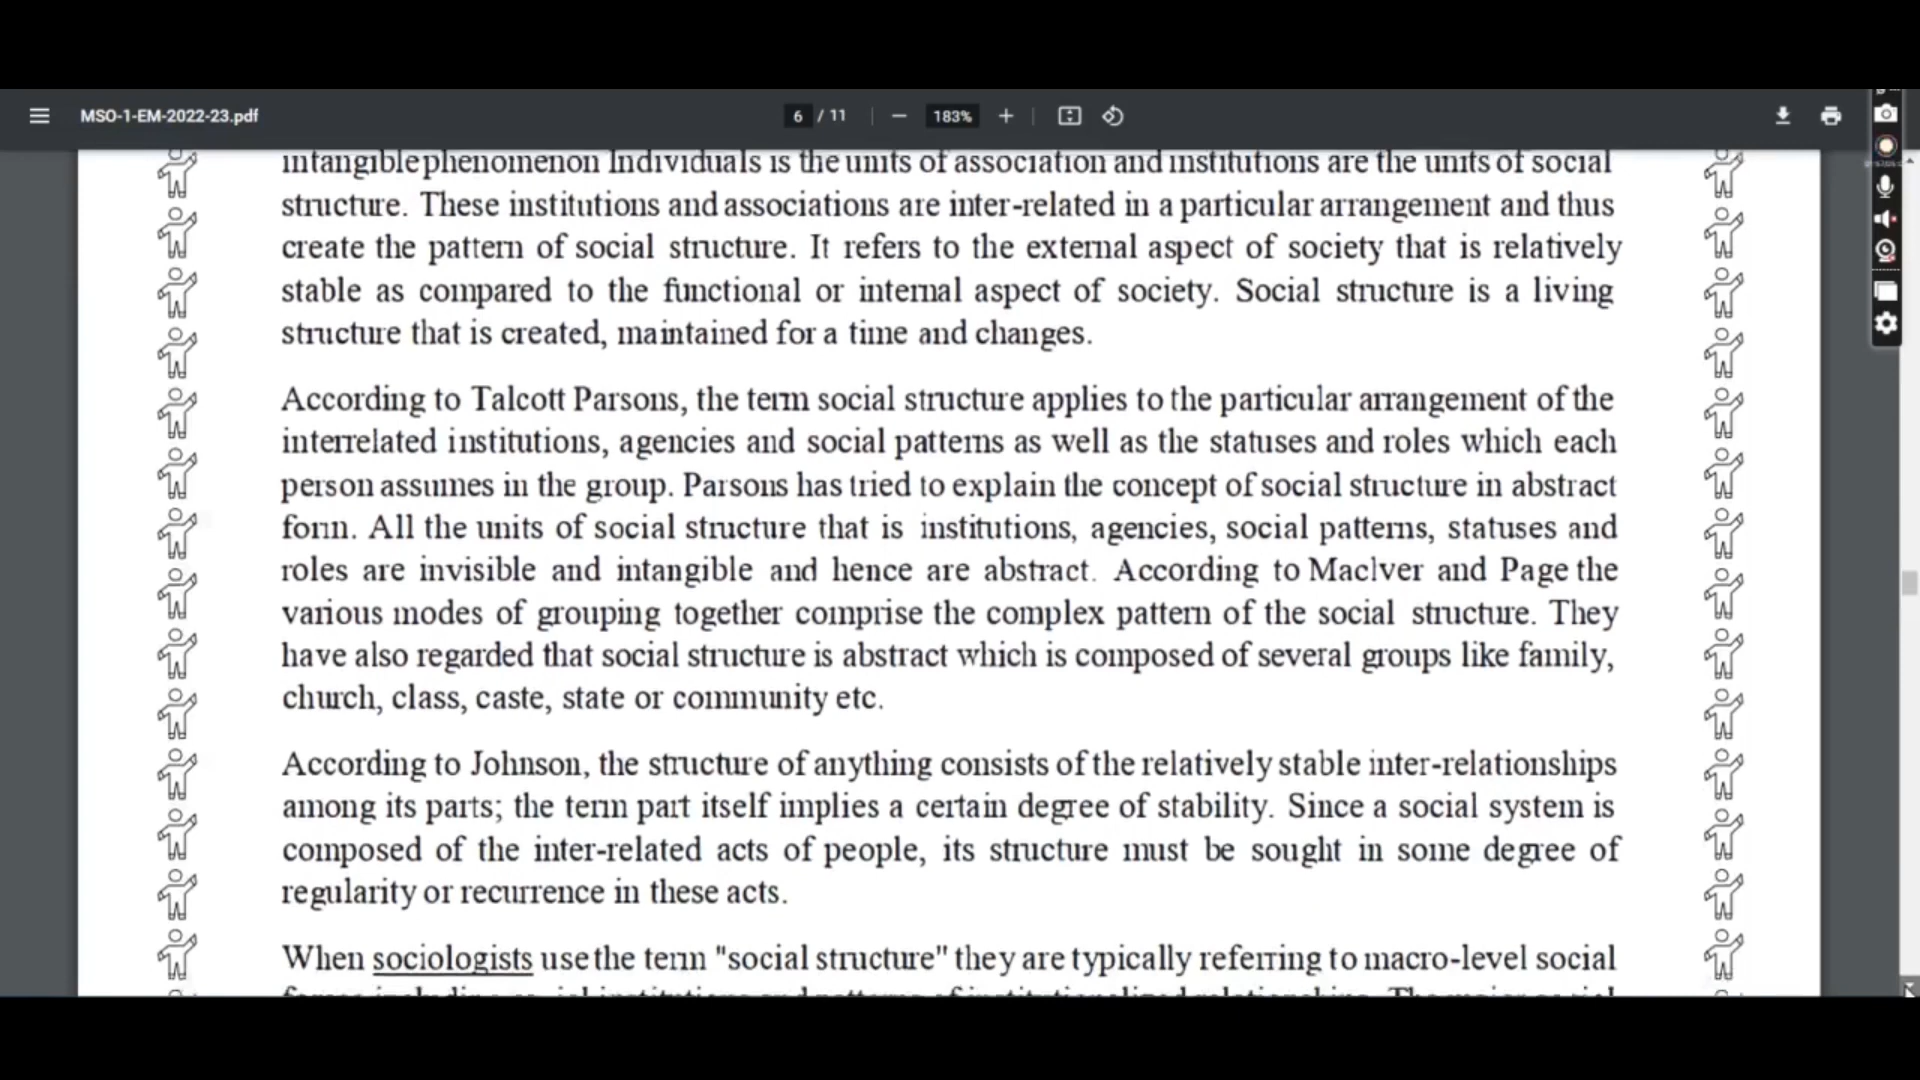 MSO-1-EM-2022-23.pdf
6 / 11
183%
intangible phenomenon Individuals is the units of association and institutions are the units of social
structure. These institutions and associations are inter-related in a particular arrangement and thus
create the pattern of social structure. It refers to the external aspect of society that is relatively
stable as compared to the functional or internal aspect of society. Social structure is a living
structure that is created, maintained for a time and changes.
According to Talcott Parsons, the term social structure applies to the particular arrangement of the
interrelated institutions, agencies and social patterns as well as the statuses and roles which each
person assumes in the group. Parsons has tried to explain the concept of social structure in abstract
form. All the units of social structure that is institutions, agencies, social patterns, statuses and
roles are invisible and intangible and hence are abstract. According to Maclver and Page the
various modes of grouping together comprise the complex pattern of the social structure. They
have also regarded that social structure is abstract which is composed of several groups like family,
church, class, caste, state or community etc.
According to Johnson, the structure of anything consists of the relatively stable inter-relationships
among its parts; the term part itself implies a certain degree of stability. Since a social system is
composed of the inter-related acts of people, its structure must be sought in some degree of
regularity or recurrence in these acts.
When sociologists use the term "social structure" they are typically referring to macro-level social